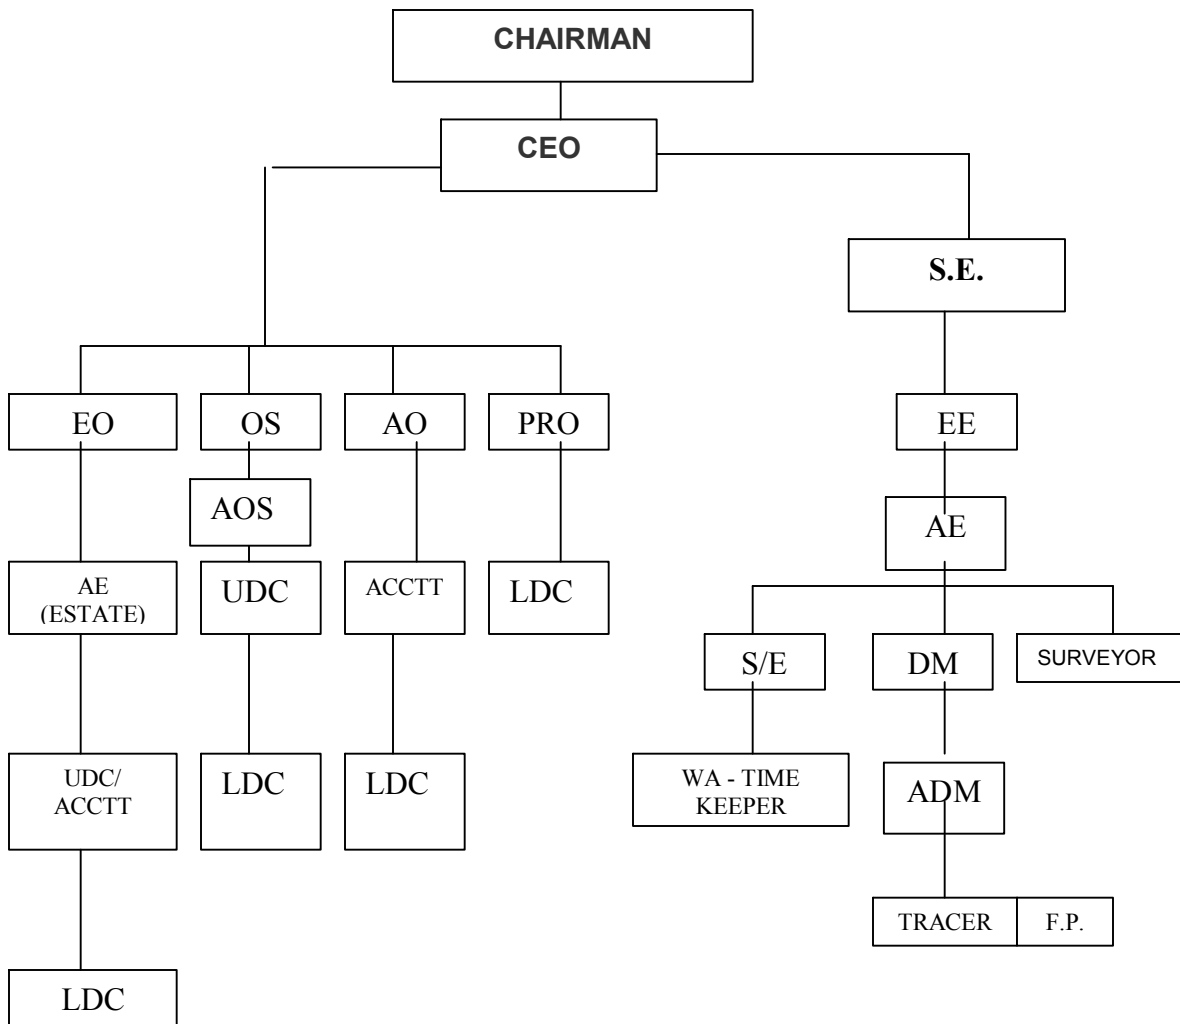 CHAIRMAN
CEO
S.E.
EO
OS
AO
PRO
EE
AOS
AE
AE
(ESTATE)
UDC
ACCTT
LDC
S/E
DM
SURVEYOR
UDC/
ACCTT
LDC
LDC
WA - TIME
KEEPER
ADM
TRACER
F.P.
LDC